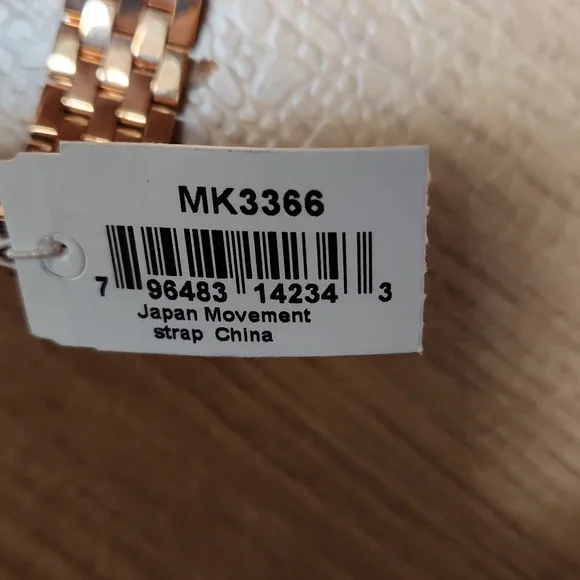 MK3366
7 96483 14234 3
Japan Movement
strap China